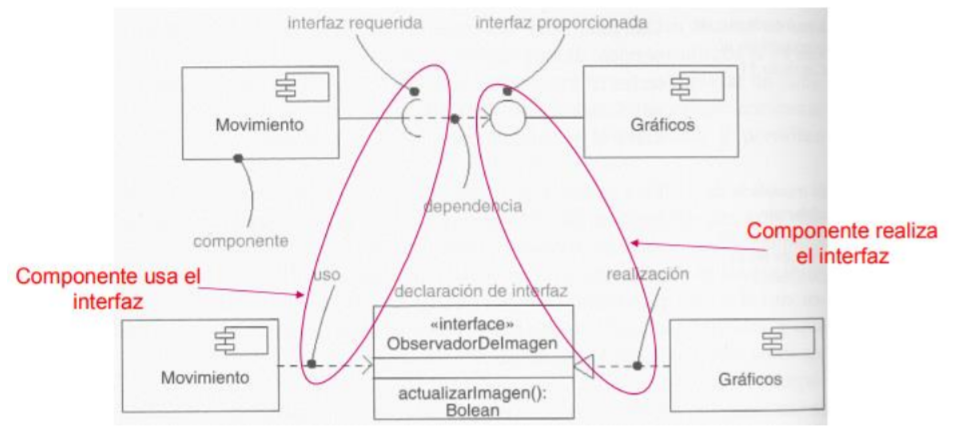 interfaz requerida
interfaz proporcionada
Movimiento
Gráficos
dependencia
componente
Componente realiza
el interfaz
Componente usa el
interfaz
uso
realización
declaración de interfaz
«interface»
ObservadorDeImagen
Movimiento
Gráficos
actualizarImagen():
Bolean